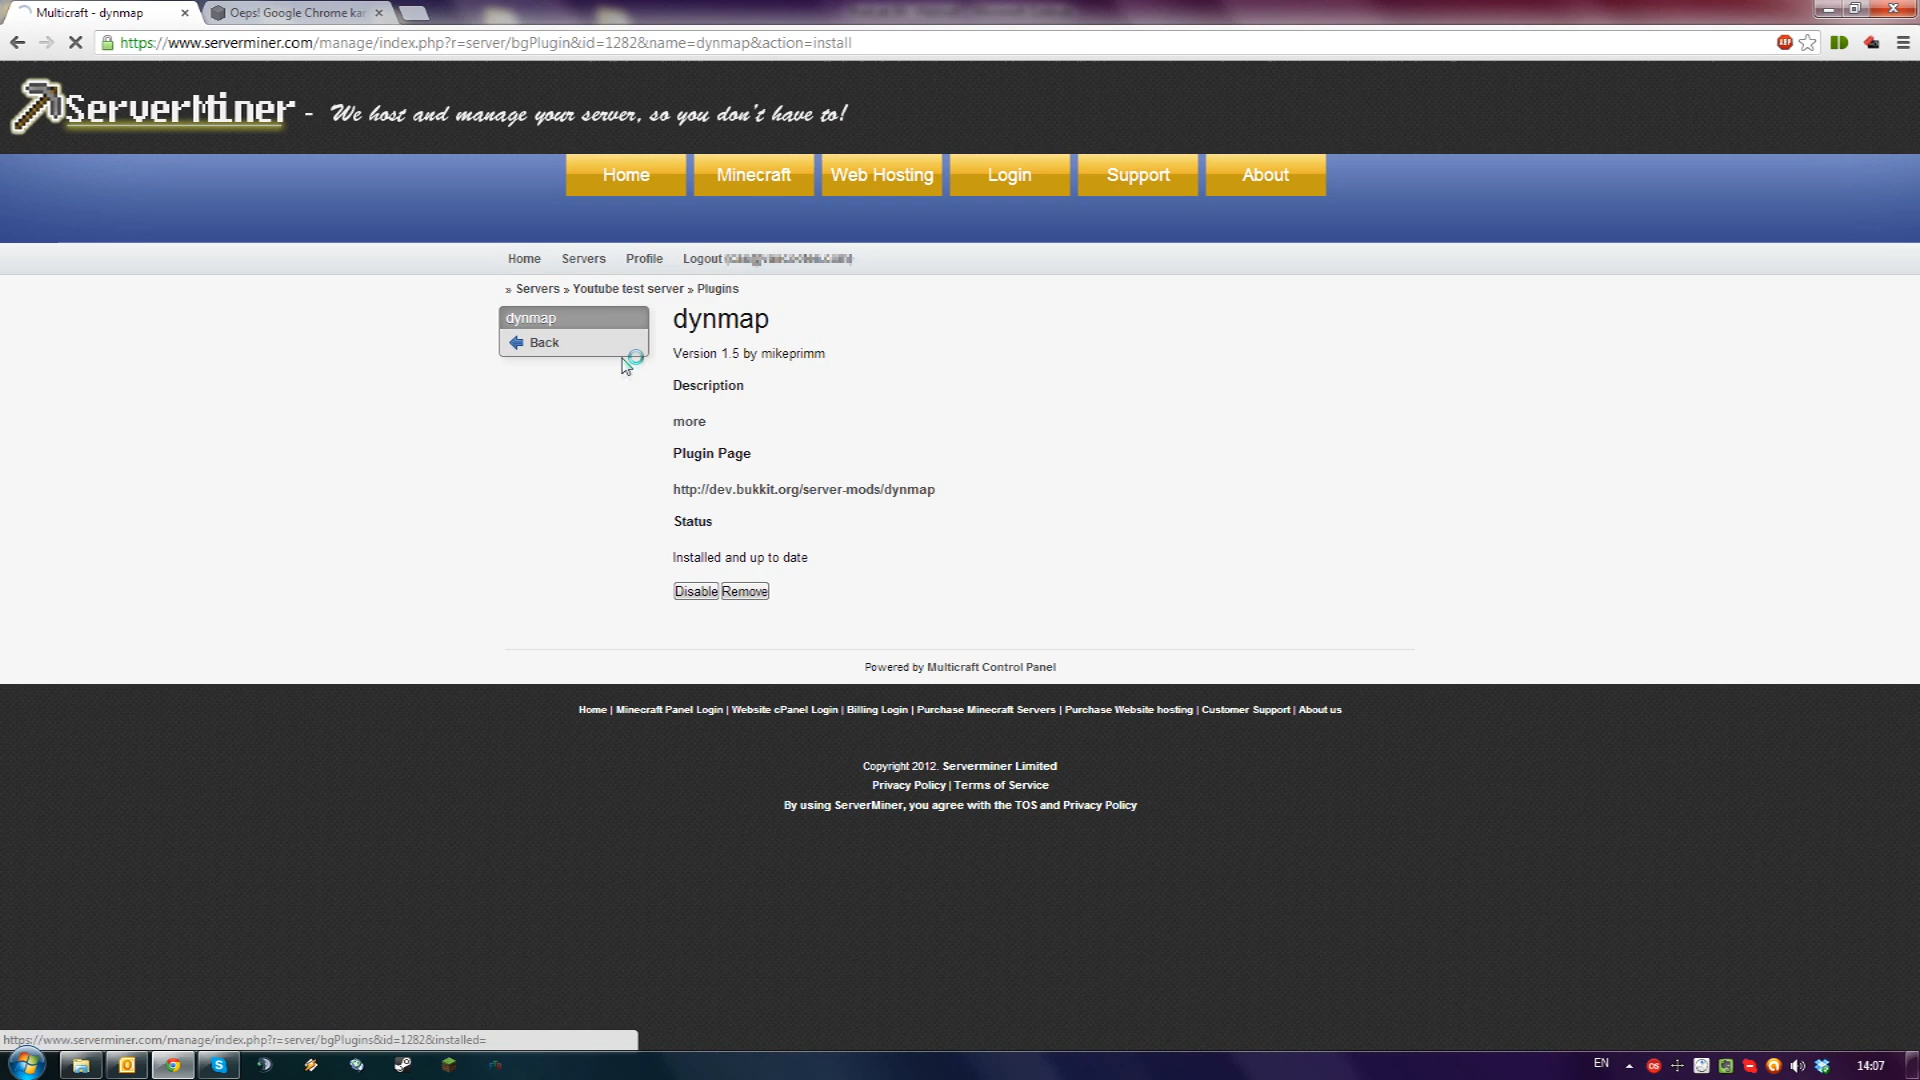 Multicraft - dynmap
Oeps! Google Chrome kan
https://www.serverminer.com/manage/index.php?r=server/bgPlugin&id=1282&name=dynmap&action=install
ABP
ServerMiner - We host and manage your server, so you don't have to!
Home Minecraft Web Hosting Login Support About
Home Servers Profile Logout
» Servers » Youtube test server » Plugins
dynmap
Back
dynmap
Version 1.5 by mikeprimm
Description
more
Plugin Page
http://dev.bukkit.org/server-mods/dynmap
Status
Installed and up to date
Disable Remove
Powered by Multicraft Control Panel
Home | Minecraft Panel Login | Website cPanel Login | Billing Login | Purchase Minecraft Servers | Purchase Website hosting | Customer Support | About us
Copyright 2012. Serverminer Limited
Privacy Policy | Terms of Service
By using ServerMiner, you agree with the TOS and Privacy Policy
https://www.serverminer.com/manage/index.php?r=server/bgPlugins&id=1282&installed=
EN 14:07